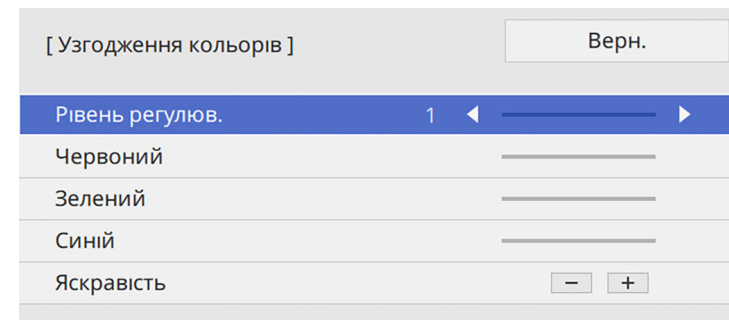 [ Узгодження кольорів ] Верн.
Рівень регулюв. 1
Червоний
Зелений
Синій
Яскравість − +